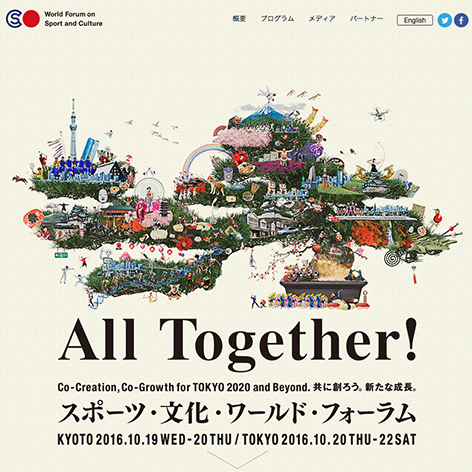 World Forum on
Sport and Culture
概要 プログラム メディア パートナー English
All Together!
Co-Creation, Co-Growth for TOKYO 2020 and Beyond. 共に創ろう。新たな成長。
スポーツ・文化・ワールド・フォーラム
KYOTO 2016.10.19 WED-20 THU / TOKYO 2016.10.20 THU-22 SAT